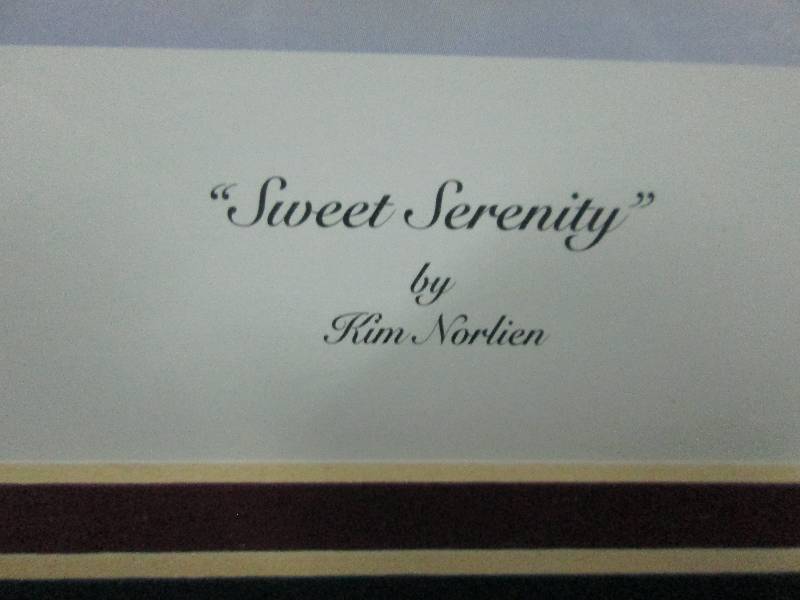 “Sweet Serenity”
by
Kim Norlien